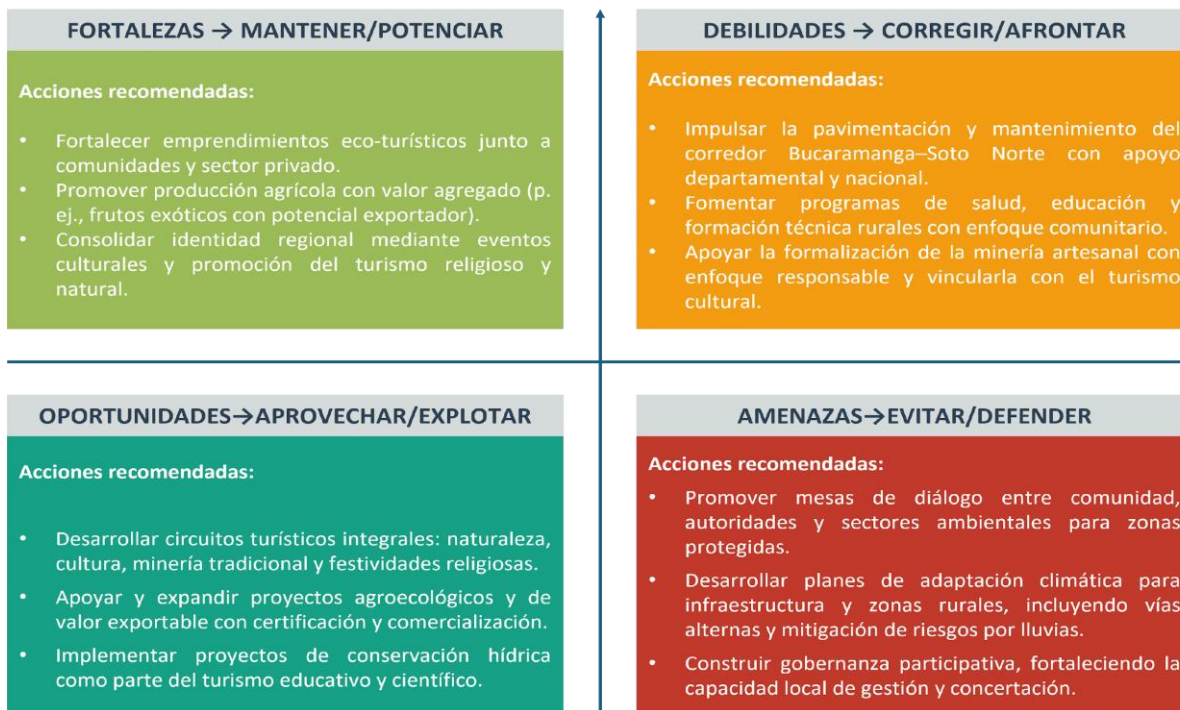 FORTALEZAS → MANTENER/POTENCIAR
Acciones recomendadas:
• Fortalecer emprendimientos eco-turísticos junto a
comunidades y sector privado.
• Promover producción agrícola con valor agregado (p.
ej., frutos exóticos con potencial exportador).
• Consolidar identidad regional mediante eventos
culturales y promoción del turismo religioso y
natural.
DEBILIDADES → CORREGIR/AFRONTAR
Acciones recomendadas:
• Impulsar la pavimentación y mantenimiento del
corredor Bucaramanga–Soto Norte con apoyo
departamental y nacional.
• Fomentar programas de salud, educación y
formación técnica rurales con enfoque comunitario.
• Apoyar la formalización de la minería artesanal con
enfoque responsable y vincularla con el turismo
cultural.
OPORTUNIDADES→APROVECHAR/EXPLOTAR
Acciones recomendadas:
• Desarrollar circuitos turísticos integrales: naturaleza,
cultura, minería tradicional y festividades religiosas.
• Apoyar y expandir proyectos agroecológicos y de
valor exportable con certificación y comercialización.
• Implementar proyectos de conservación hídrica
como parte del turismo educativo y científico.
AMENAZAS→EVITAR/DEFENDER
Acciones recomendadas:
• Promover mesas de diálogo entre comunidad,
autoridades y sectores ambientales para zonas
protegidas.
• Desarrollar planes de adaptación climática para
infraestructura y zonas rurales, incluyendo vías
alternas y mitigación de riesgos por lluvias.
• Construir gobernanza participativa, fortaleciendo la
capacidad local de gestión y concertación.